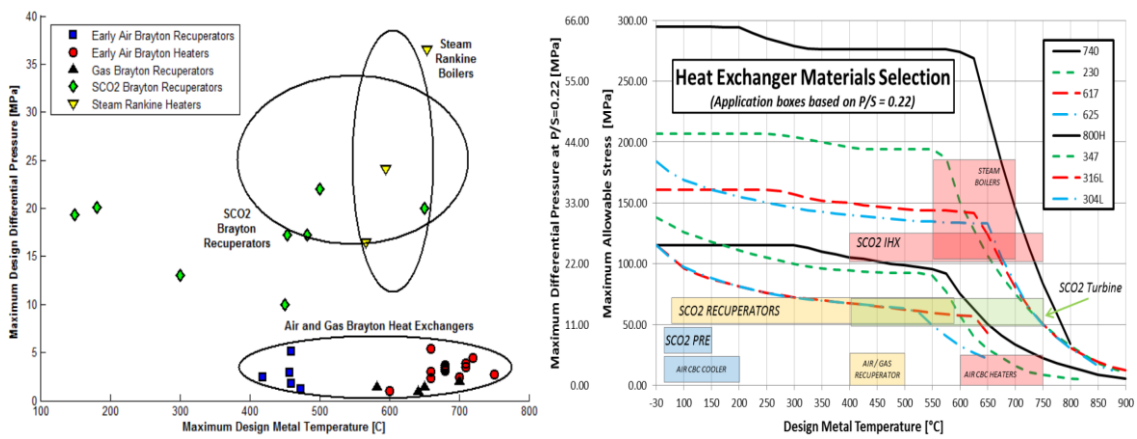 Maximum Design Differential Pressure [MPa]
40
35
30
25
20
15
10
5
0
Early Air Brayton Recuperators
Early Air Brayton Heaters
Gas Brayton Recuperators
SCO2 Brayton Recuperators
Steam Rankine Heaters
Steam
Rankine
Boilers
SCO2
Brayton
Recuperators
Air and Gas Brayton Heat Exchangers
100 200 300 400 500 600 700 800
Maximum Design Metal Temperature [C]
Maximum Differential Pressure at P/S=0.22 [MPa]
66.00
55.00
44.00
33.00
22.00
11.00
0.00
Maximum Allowable Stress [MPa]
300.00
250.00
200.00
150.00
100.00
50.00
0.00
Heat Exchanger Materials Selection
(Application boxes based on P/S = 0.22)
740
230
617
625
800H
347
316L
304L
STEAM
BOILERS
SCO2 IHX
SCO2 RECUPERATORS
SCO2 Turbine
SCO2 PRE
AIR CBC COOLER
AIR / GAS
RECUPERATOR
AIR CBC HEATERS
-30 50 100 150 200 250 300 350 400 450 500 550 600 650 700 750 800 900
Design Metal Temperature [°C]